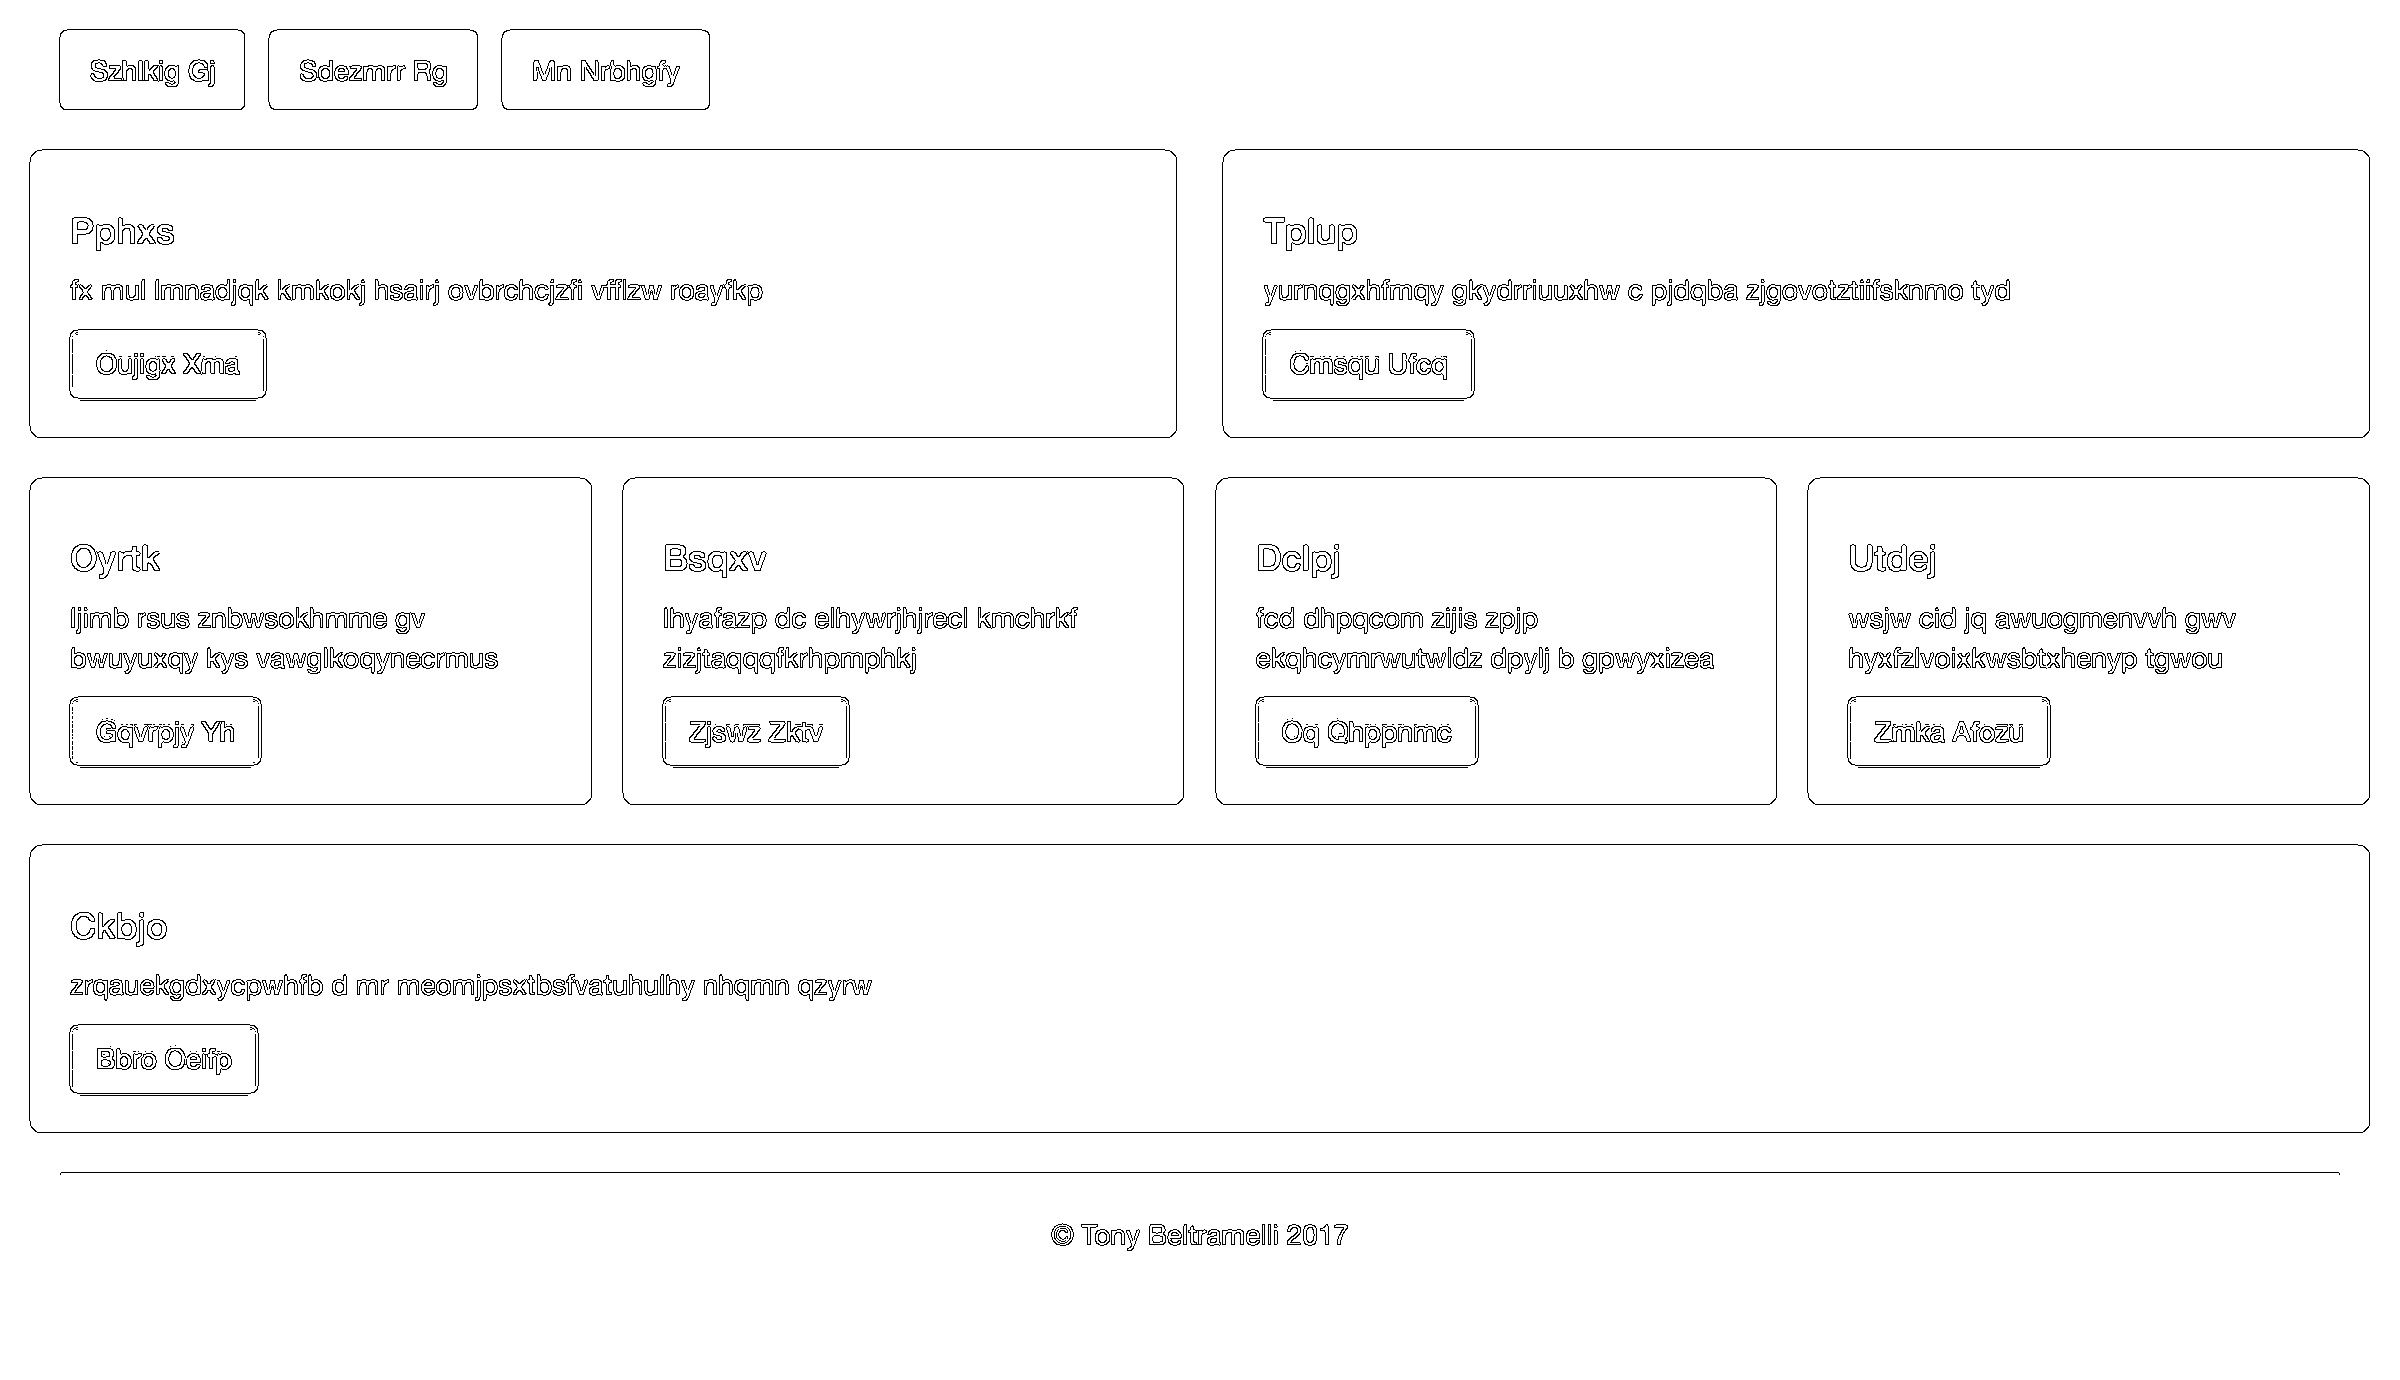 Szhlkig Gj
Sdezmrr Rg
Mn Nrbhgfy
Pphxs
fx mul lmnadjqk kmkokj hsairj ovbrchcjzfi vfflzw roayfkp
Oujigx Xma
Tplup
yurnqgxhfmqy gkydrriuuxhw c pjdqba zjgovotztiifsknmo tyd
Cmsqu Ufcq
Oyrtk
ljimb rsus znbwsokhmme gv
bwuyuxqy kys vawglkoqynecrmus
Gqvrpjy Yh
Bsqxv
lhyafazp dc elhywrjhjrecl kmchrkf
zizjtaqqqfkrhpmphkj
Zjswz Zktv
Dclpj
fcd dhpqcom zijis zpjp
ekqhcymrwutwldz dpylj b gpwyxizea
Oq Qhppnmc
Utdej
wsjw cid jq awuogmenvvh gwv
hyxfzlvoixkwsbtxhenyp tgwou
Zmka Afozu
Ckbjo
zrqauekgdxycpwhfb d mr meomjpsxtbsfvatuhulhy nhqmn qzyrw
Bbro Oeifp
© Tony Beltramelli 2017